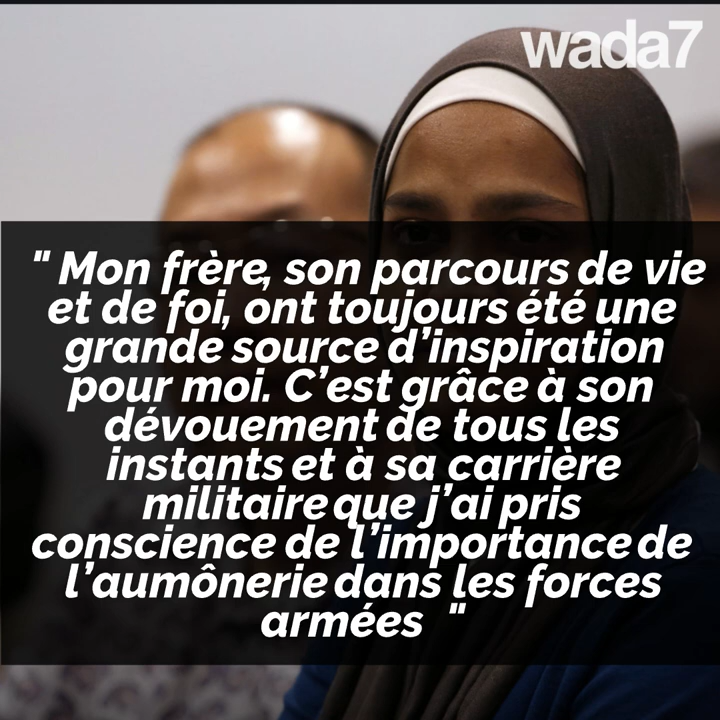 wada7
" Mon frère, son parcours de vie
et de foi, ont toujours été une
grande source d’inspiration
pour moi. C’est grâce à son
dévouement de tous les
instants et à sa carrière
militaire que j’ai pris
conscience de l’importance de
l’aumônerie dans les forces
armées "